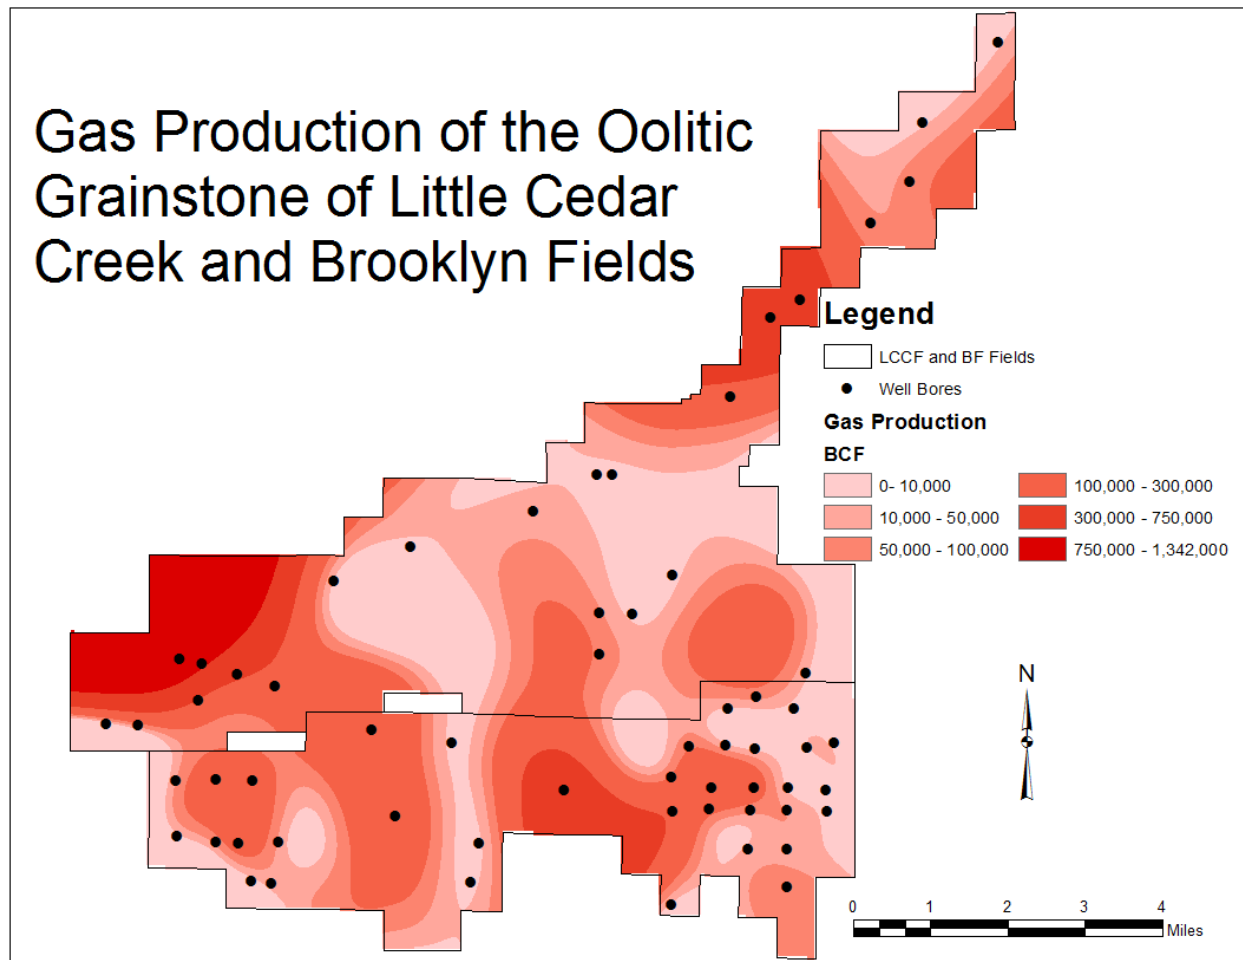 Gas Production of the Oolitic
Grainstone of Little Cedar
Creek and Brooklyn Fields
Legend
LCCF and BF Fields
Well Bores
Gas Production
BCF
0- 10,000
10,000 - 50,000
50,000 - 100,000
100,000 - 300,000
300,000 - 750,000
750,000 - 1,342,000
N
0 1 2 3 4
Miles